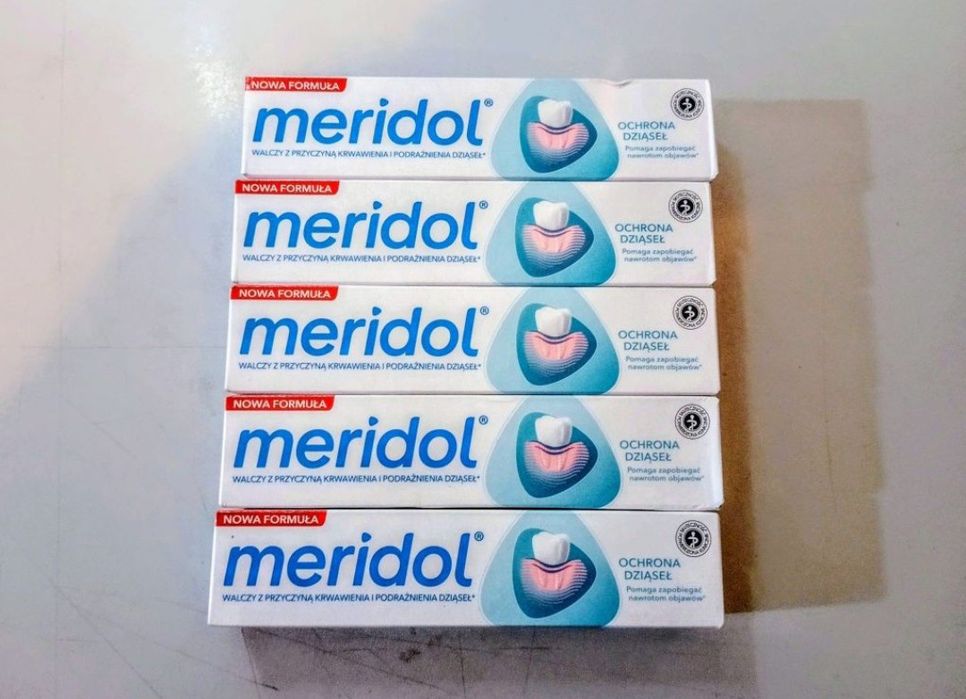 NOWA FORMUŁA
meridol®
WALCZY Z PRZYCZYNĄ KRWAWIENIA I PODRAŻNIENIA DZIĄSEŁ*
OCHRONA
DZIĄSEŁ
Pomaga zapobiegać
nawrotom objawów*
NOWA FORMUŁA
meridol®
WALCZY Z PRZYCZYNĄ KRWAWIENIA I PODRAŻNIENIA DZIĄSEŁ*
OCHRONA
DZIĄSEŁ
Pomaga zapobiegać
nawrotom objawów*
NOWA FORMUŁA
meridol®
WALCZY Z PRZYCZYNĄ KRWAWIENIA I PODRAŻNIENIA DZIĄSEŁ*
OCHRONA
DZIĄSEŁ
Pomaga zapobiegać
nawrotom objawów*
NOWA FORMUŁA
meridol®
WALCZY Z PRZYCZYNĄ KRWAWIENIA I PODRAŻNIENIA DZIĄSEŁ*
OCHRONA
DZIĄSEŁ
Pomaga zapobiegać
nawrotom objawów*
NOWA FORMUŁA
meridol®
WALCZY Z PRZYCZYNĄ KRWAWIENIA I PODRAŻNIENIA DZIĄSEŁ*
OCHRONA
DZIĄSEŁ
Pomaga zapobiegać
nawrotom objawów*